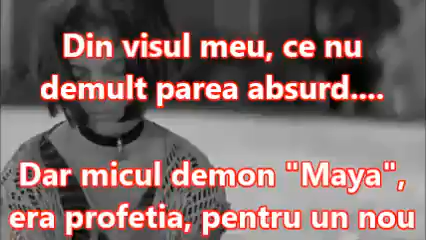 Din visul meu, ce nu
demult parea absurd....
Dar micul demon "Maya",
era profetia, pentru un nou